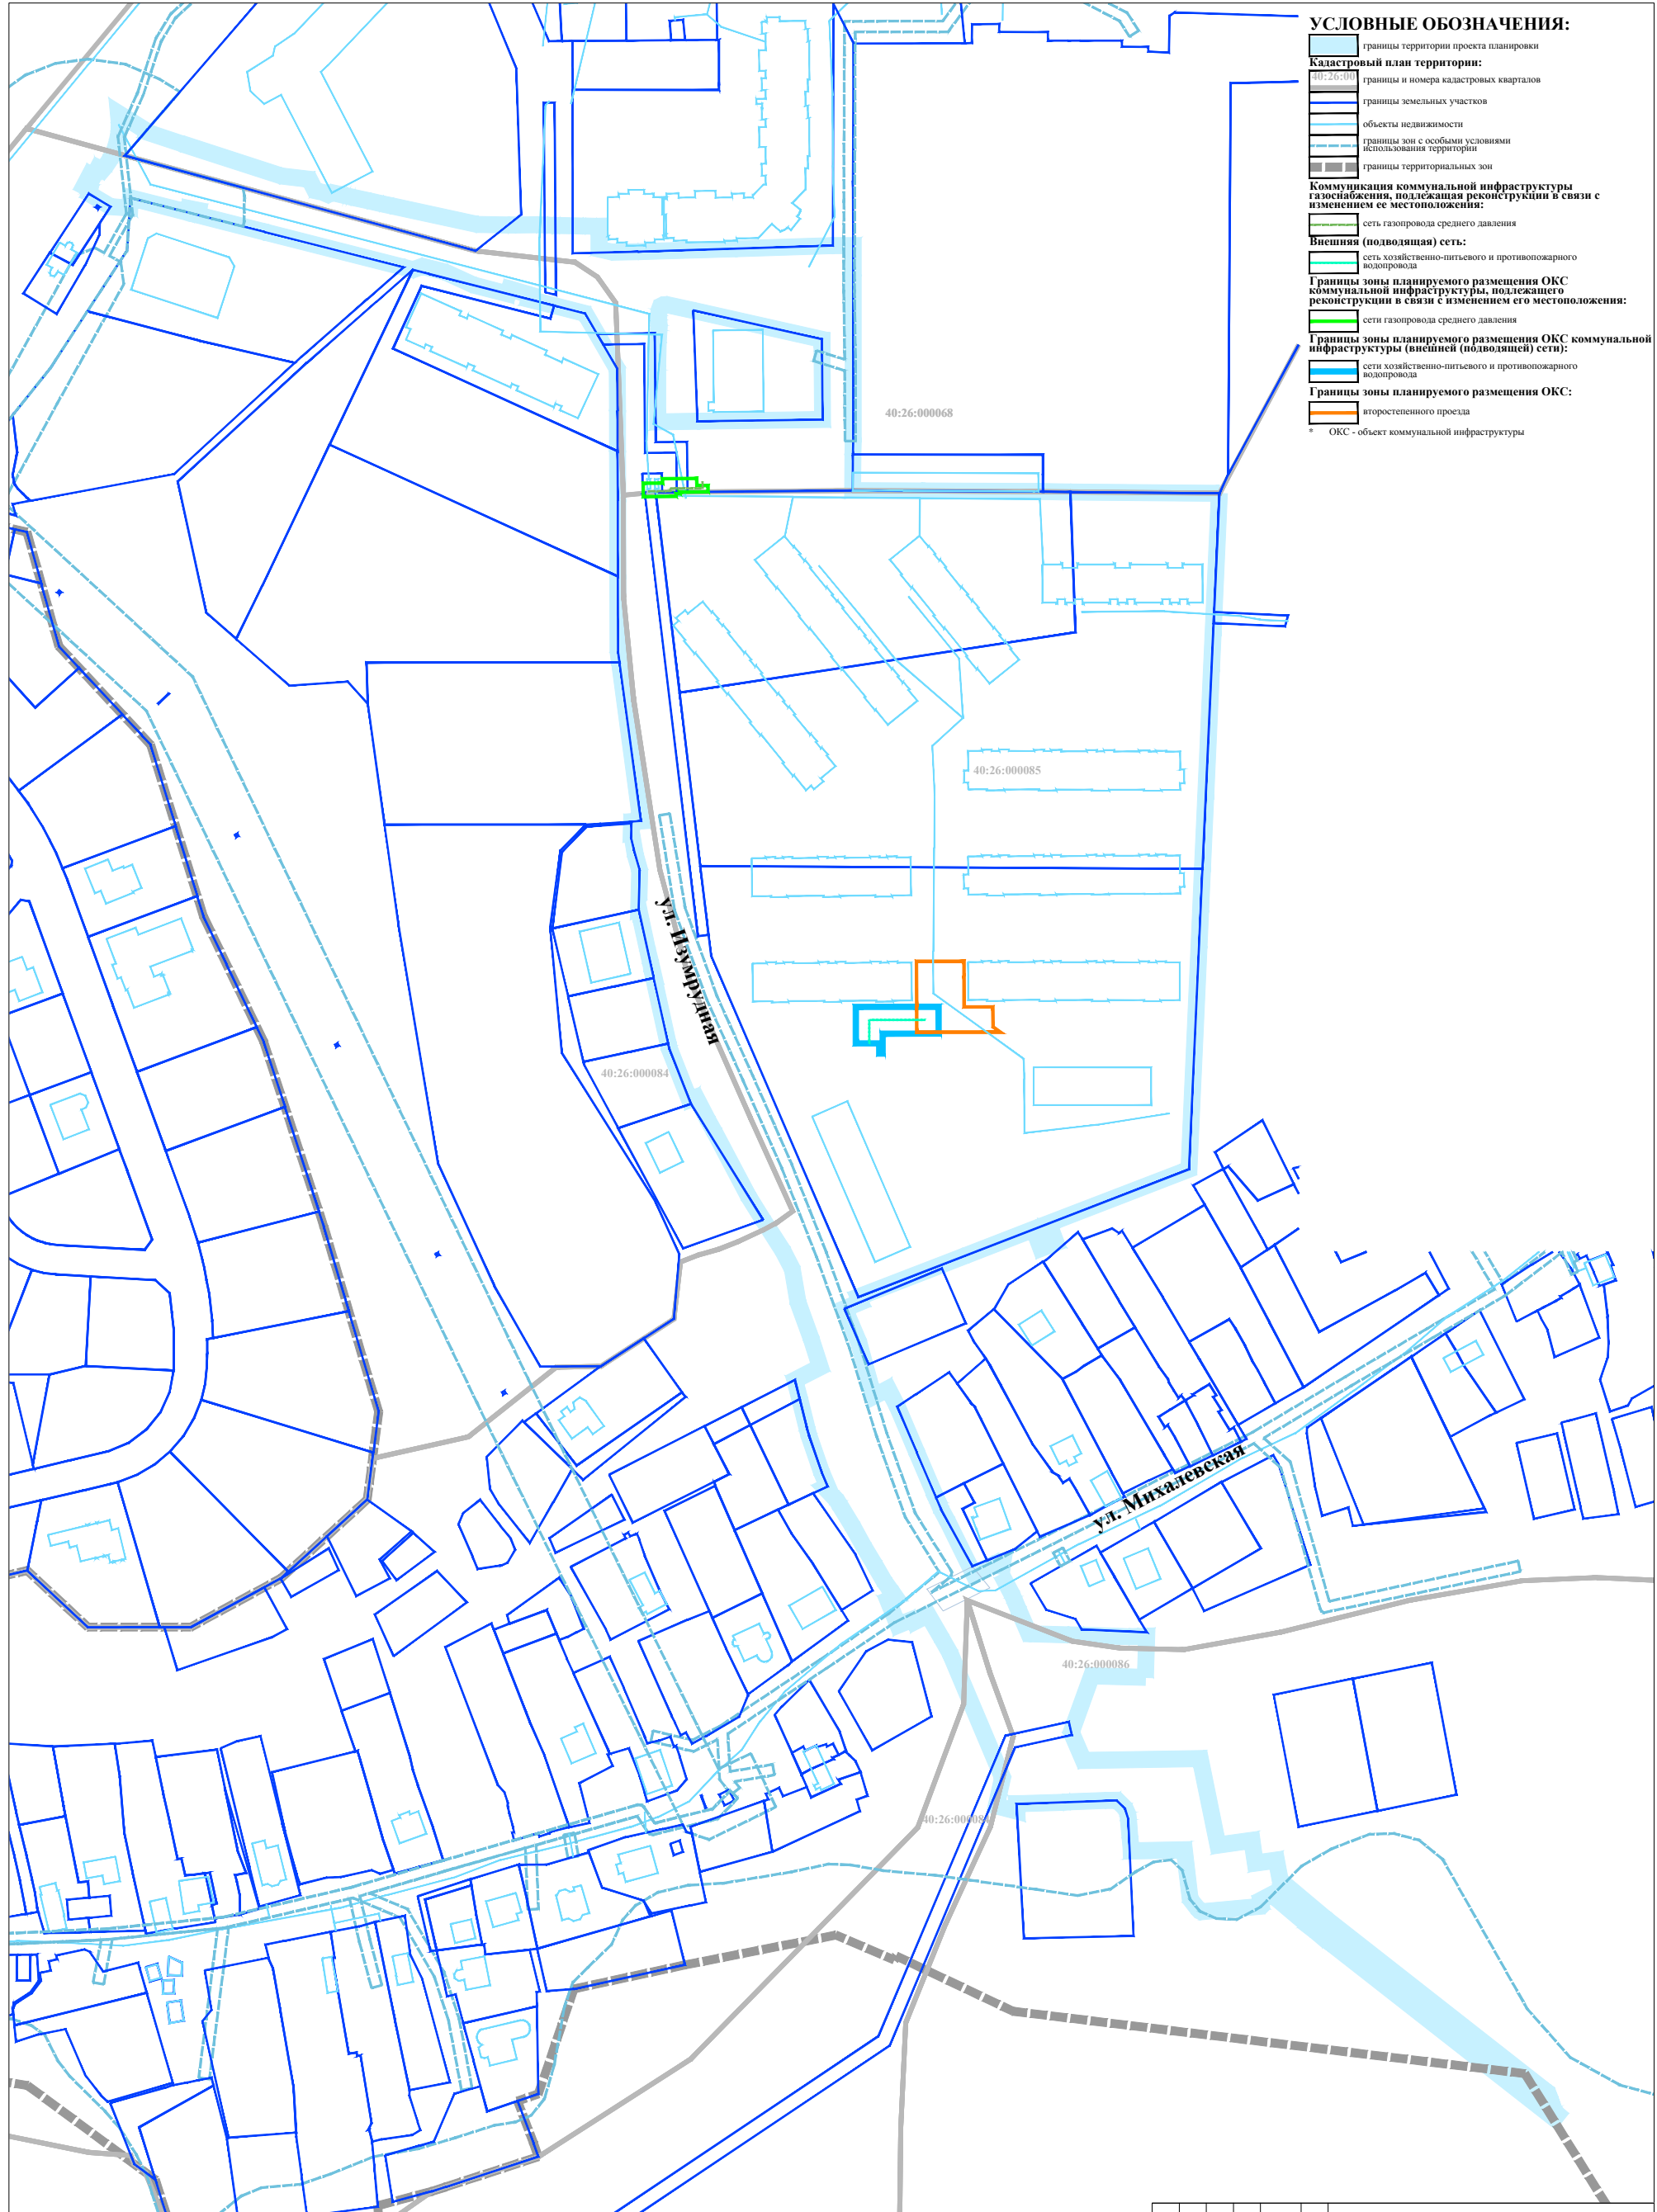 УСЛОВНЫЕ ОБОЗНАЧЕНИЯ:
границы территории проекта планировки
Кадастровый план территории:
40:26:00
границы и номера кадастровых кварталов
границы земельных участков
объекты недвижимости
границы зон с особыми условиями
использования территории
границы территориальных зон
Коммуникация коммунальной инфраструктуры
газоснабжения, подлежащая реконструкции в связи с
изменением ее местоположения:
сеть газопровода среднего давления
Внешняя (подводящая) сеть:
сеть хозяйственно-питьевого и противопожарного
водопровода
Границы зоны планируемого размещения ОКС
коммунальной инфраструктуры, подлежащего
реконструкции в связи с изменением его местоположения:
сети газопровода среднего давления
Границы зоны планируемого размещения ОКС коммунальной
инфраструктуры (внешней (подводящей) сети):
сети хозяйственно-питьевого и противопожарного
водопровода
Границы зоны планируемого размещения ОКС:
второстепенного проезда
* ОКС - объект коммунальной инфраструктуры
40:26:000068
40:26:000085
ул. Изумрудная
40:26:000084
ул. Михалевская
40:26:000086